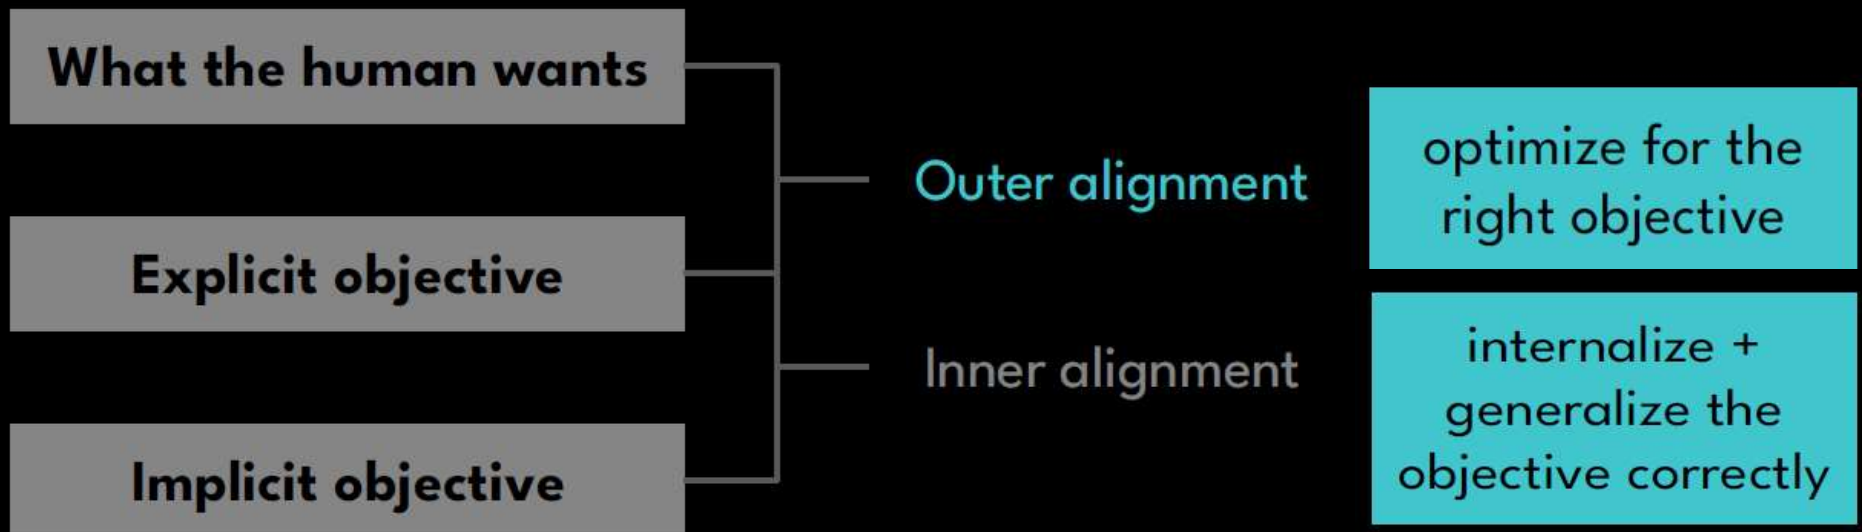 What the human wants
Explicit objective
Implicit objective
Outer alignment
Inner alignment
optimize for the
right objective
internalize +
generalize the
objective correctly